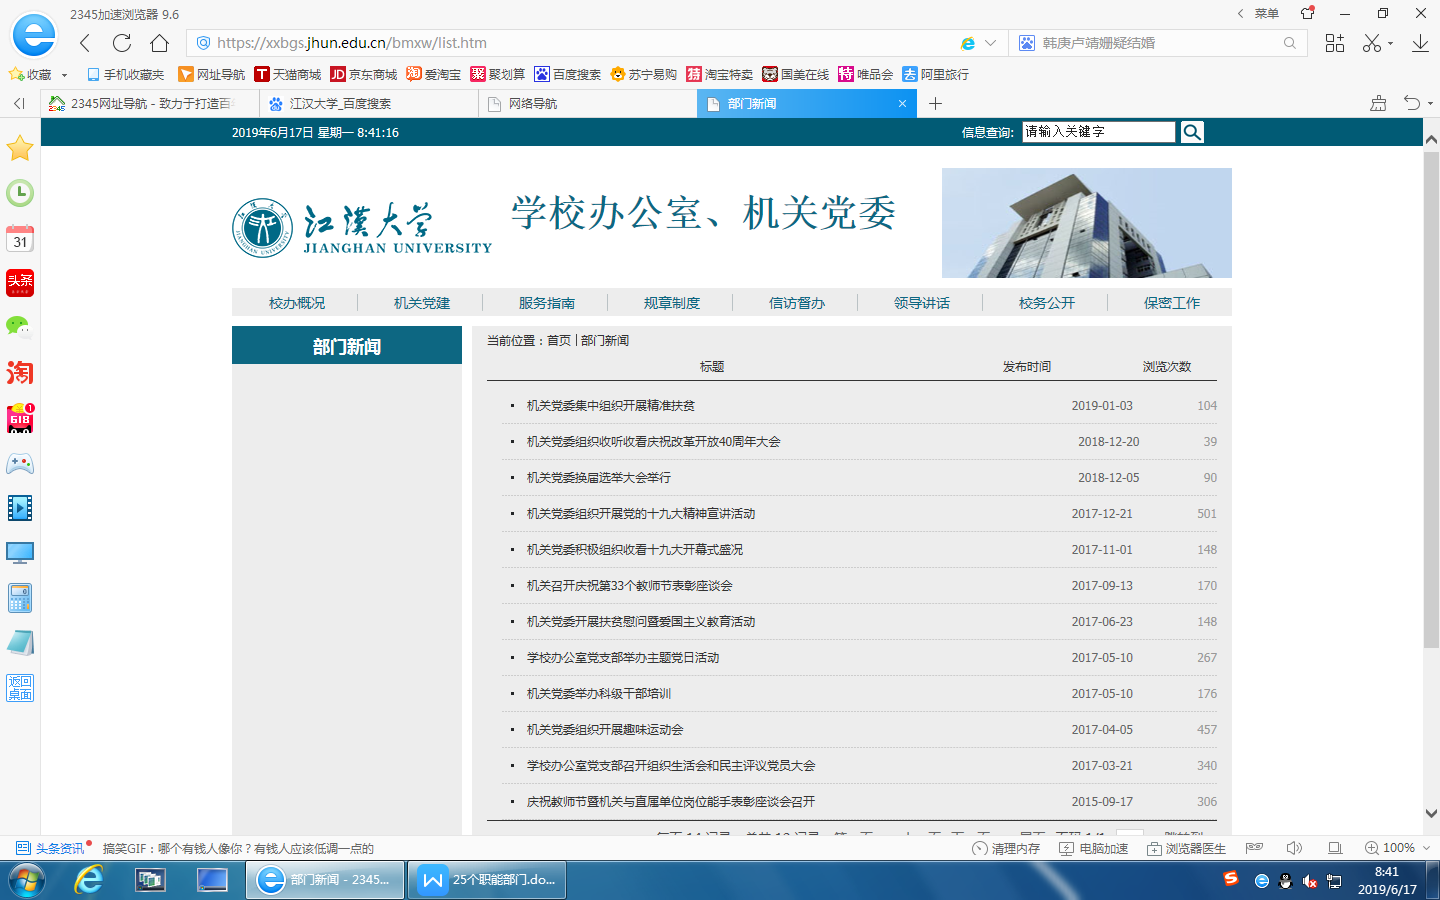 2345加速浏览器 9.6
菜单
https://xxbgs.jhun.edu.cn/bmxw/list.htm
韩庚卢靖姗疑结婚
收藏 手机收藏夹 网址导航 天猫商城 京东商城 爱淘宝 聚划算 百度搜索 苏宁易购 淘宝特卖 国美在线 唯品会 阿里旅行
2345网址导航 - 致力于打造百 江汉大学_百度搜索 网络导航 部门新闻
2019年6月17日 星期一 8:41:16
信息查询: 请输入关键字
江汉大学
JIANGHAN UNIVERSITY
学校办公室、机关党委
校办概况 机关党建 服务指南 规章制度 信访督办 领导讲话 校务公开 保密工作
部门新闻
当前位置：首页 | 部门新闻
标题 发布时间 浏览次数
机关党委集中组织开展精准扶贫 2019-01-03 104
机关党委组织收听收看庆祝改革开放40周年大会 2018-12-20 39
机关党委换届选举大会举行 2018-12-05 90
机关党委组织开展党的十九大精神宣讲活动 2017-12-21 501
机关党委积极组织收看十九大开幕式盛况 2017-11-01 148
机关召开庆祝第33个教师节表彰座谈会 2017-09-13 170
机关党委开展扶贫慰问暨爱国主义教育活动 2017-06-23 148
学校办公室党支部举办主题党日活动 2017-05-10 267
机关党委举办科级干部培训 2017-05-10 176
机关党委组织开展趣味运动会 2017-04-05 457
学校办公室党支部召开组织生活会和民主评议党员大会 2017-03-21 340
庆祝教师节暨机关与直属单位岗位能手表彰座谈会召开 2015-09-17 306
31
头条
淘
618
1
返回
桌面
头条资讯 搞笑GIF：哪个有钱人像你？有钱人应该低调一点的
清理内存 电脑加速 浏览器医生 100%
部门新闻 - 2345... 25个职能部门.do...
8:41
2019/6/17